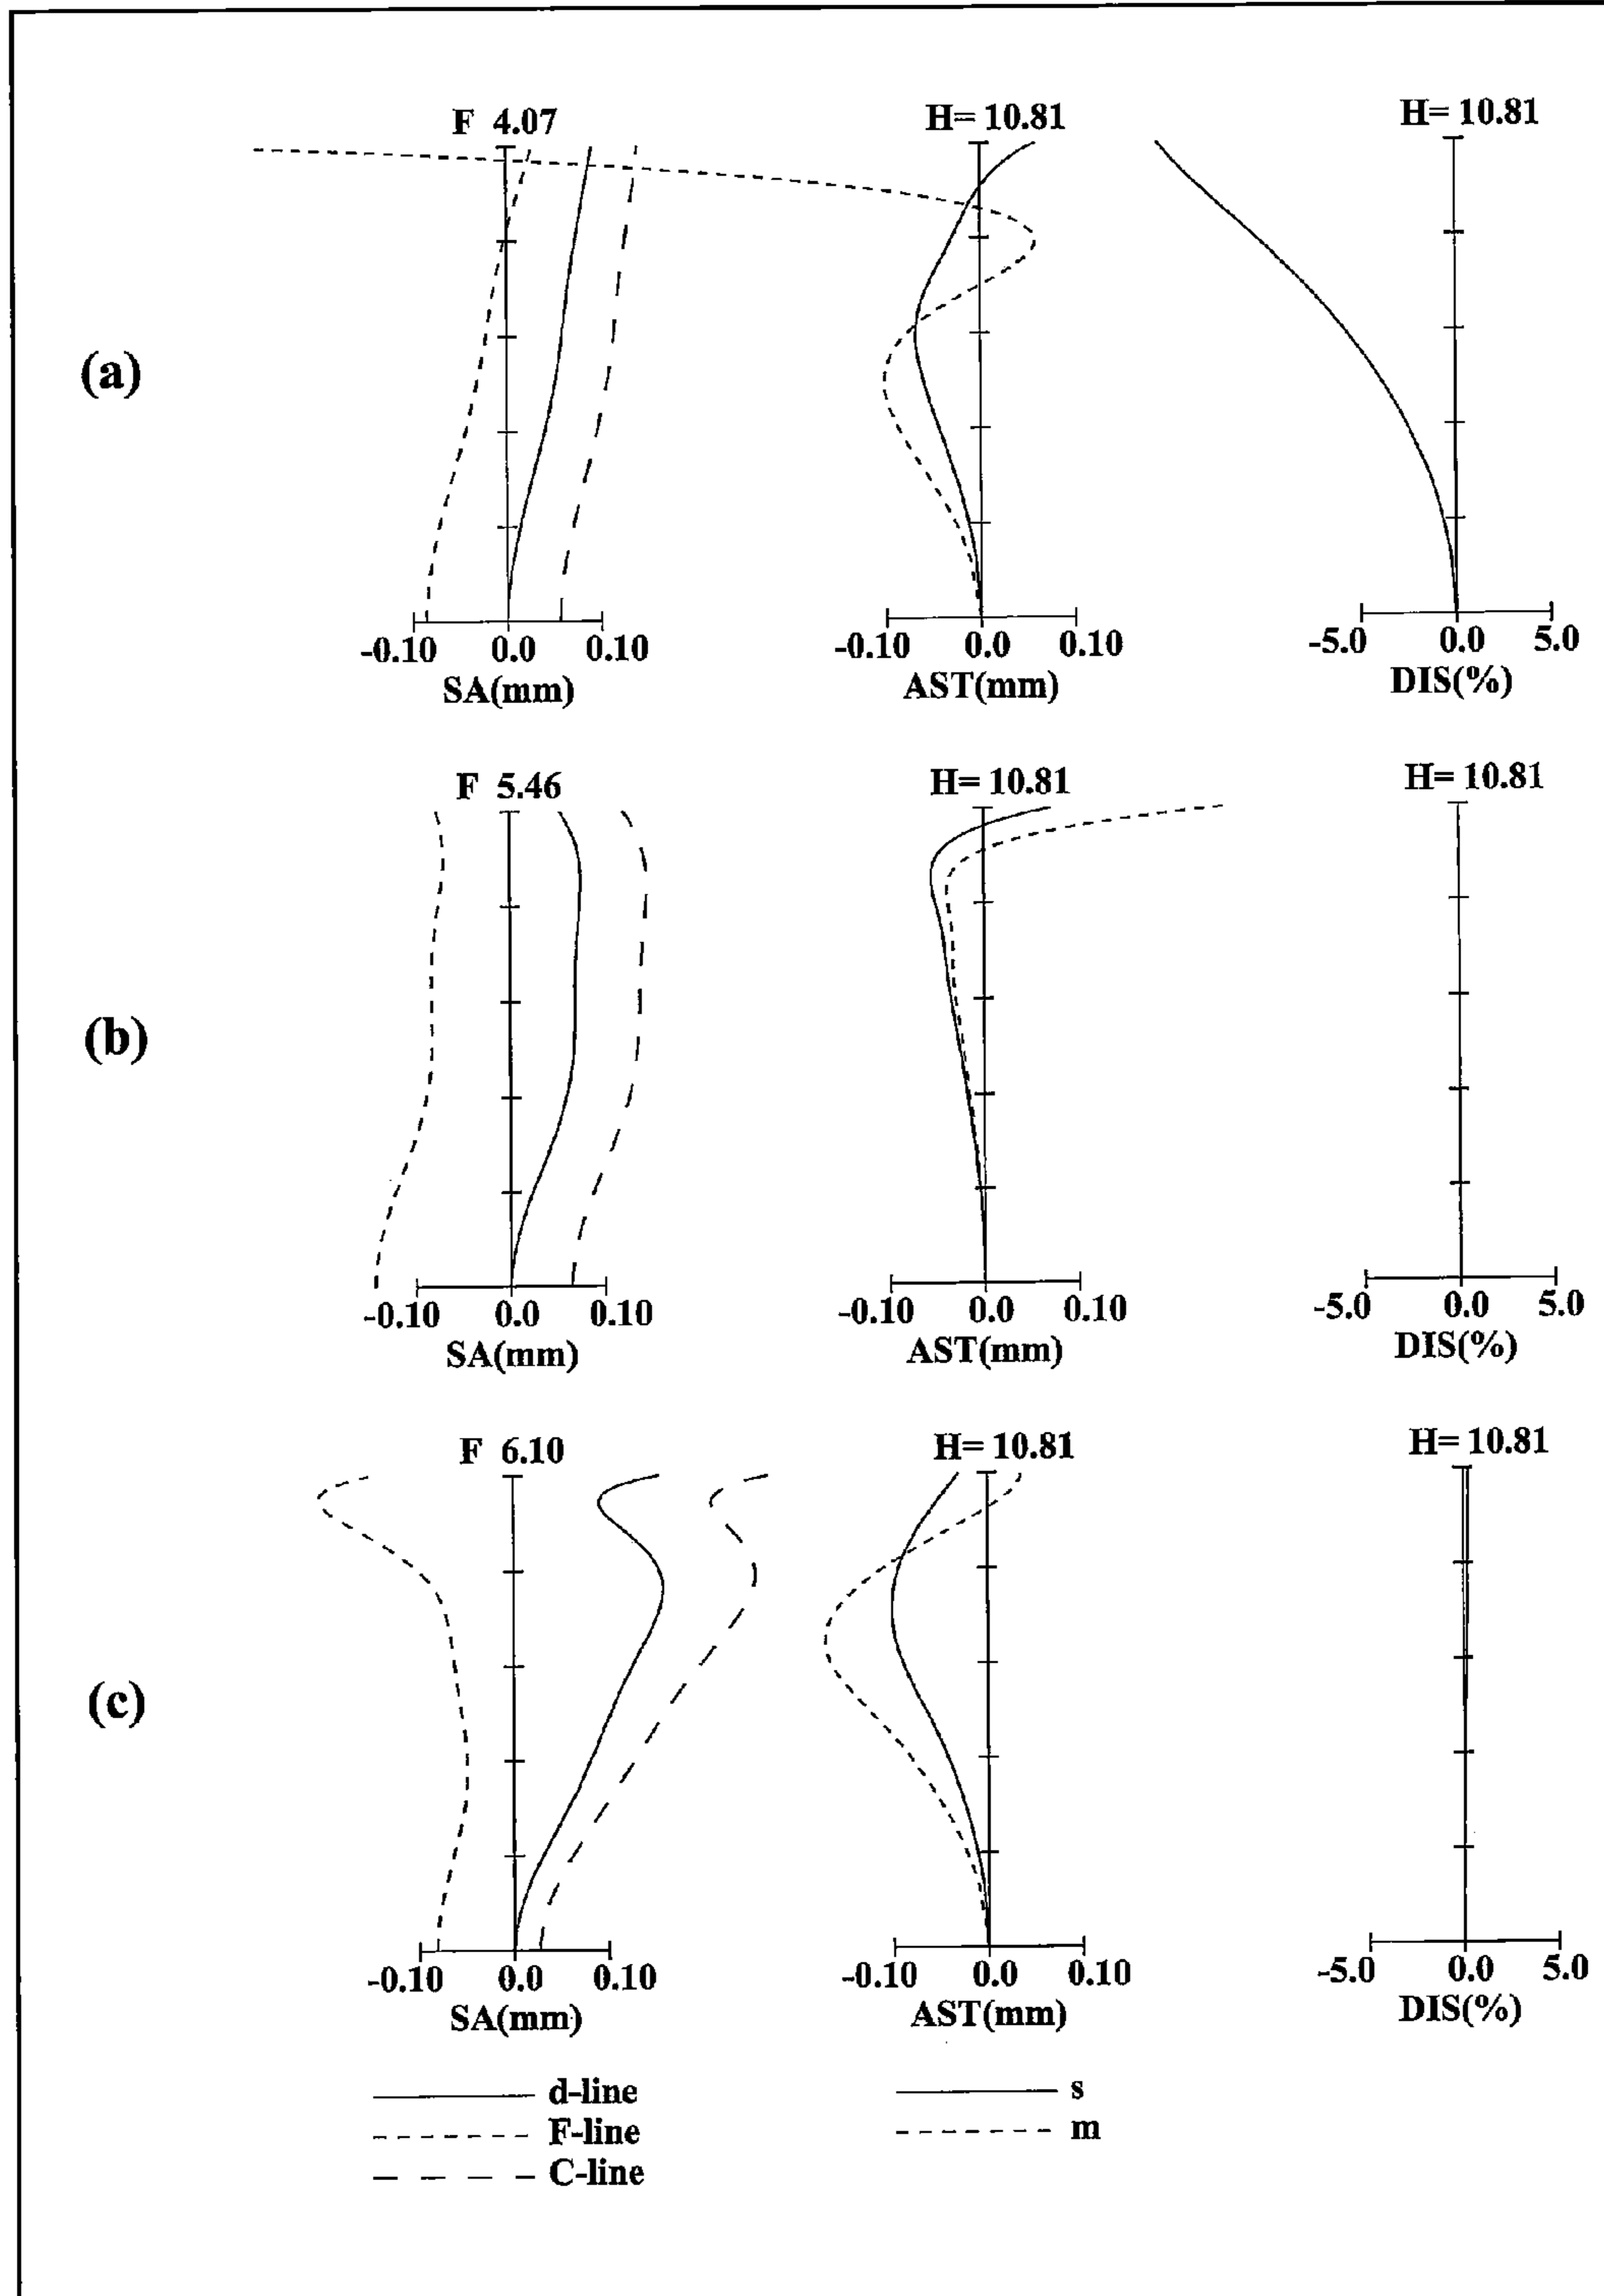 (a)
F 4.07
H= 10.81
H= 10.81
-0.10 0.0 0.10
SA(mm)
-0.10 0.0 0.10
AST(mm)
-5.0 0.0 5.0
DIS(%)
(b)
F 5.46
H= 10.81
H= 10.81
-0.10 0.0 0.10
SA(mm)
-0.10 0.0 0.10
AST(mm)
-5.0 0.0 5.0
DIS(%)
(c)
F 6.10
H= 10.81
H= 10.81
-0.10 0.0 0.10
SA(mm)
-0.10 0.0 0.10
AST(mm)
-5.0 0.0 5.0
DIS(%)
d-line
F-line
C-line
s
m